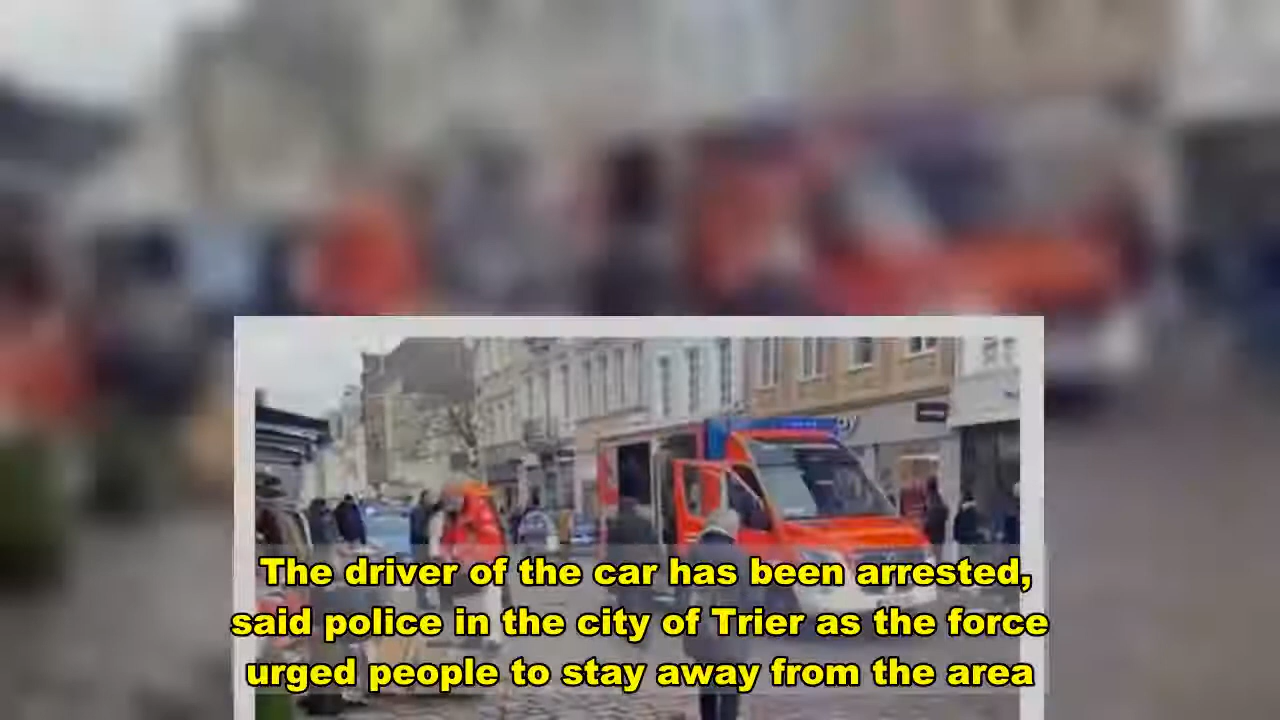 The driver of the car has been arrested,
said police in the city of Trier as the force
urged people to stay away from the area